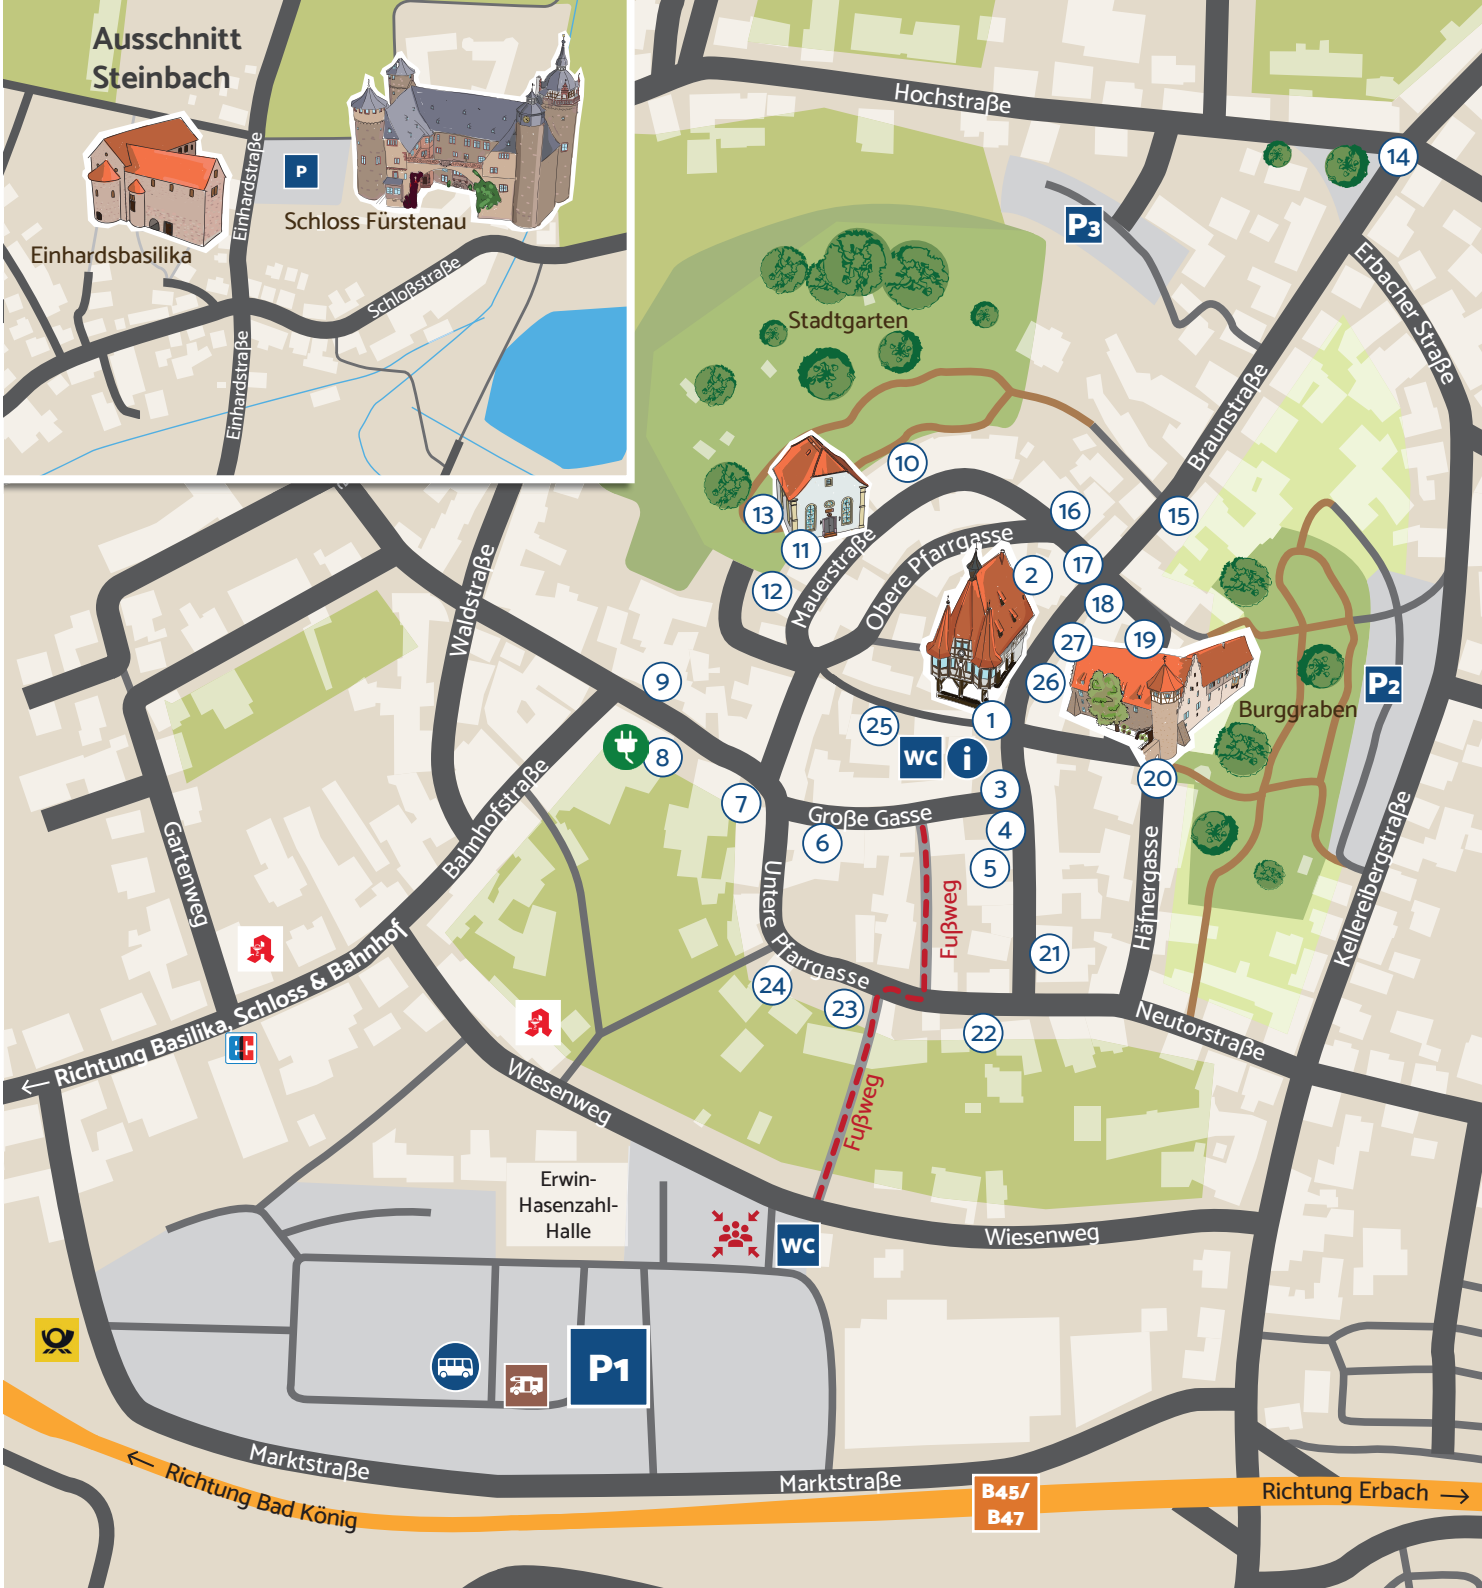 Ausschnitt
Steinbach
Einhardstraße
P
Schloss Fürstenau
Einhardsbasilika
Schloßstraße
Einhardstraße
Hochstraße
14
P3
Erbacher Straße
Stadtgarten
Braunstraße
10
13
16
15
11
Obere Pfarrgasse
Mauerstraße
17
2
12
18
19
27
Waldstraße
9
26
P2
Burggraben
1
25
WC
i
8
20
3
7
Große Gasse
4
6
5
Bahnhofstraße
Gartenweg
Untere
Pfarrgasse
Fußweg
Häfnergasse
Kellereibergstraße
21
24
23
22
Neutorstraße
← Richtung Basilika, Schloss & Bahnhof
EC
Wiesenweg
Fußweg
Erwin-
Hasenzahl-
Halle
WC
Wiesenweg
P1
Marktstraße
Marktstraße
← Richtung Bad König
B45/
B47
Richtung Erbach →